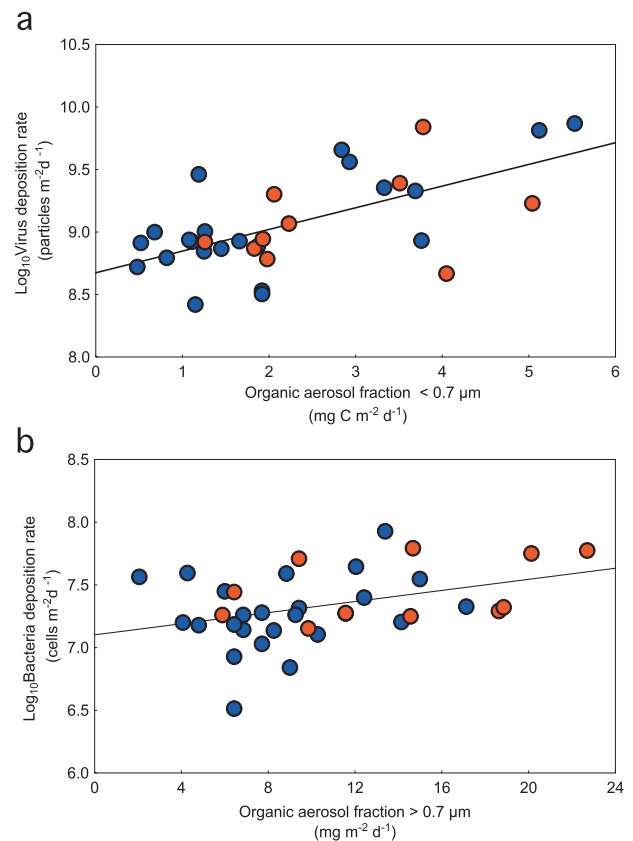 a
10.5
10.0
9.5
9.0
8.5
8.0
Log₁₀Virus deposition rate
(particles m⁻²d ⁻¹)
0 1 2 3 4 5 6
Organic aerosol fraction < 0.7 µm
(mg C m⁻² d⁻¹)
b
8.5
8.0
7.5
7.0
6.5
6.0
Log₁₀Bacteria deposition rate
(cells m⁻²d ⁻¹)
0 4 8 12 16 20 24
Organic aerosol fraction > 0.7 µm
(mg m⁻² d⁻¹)